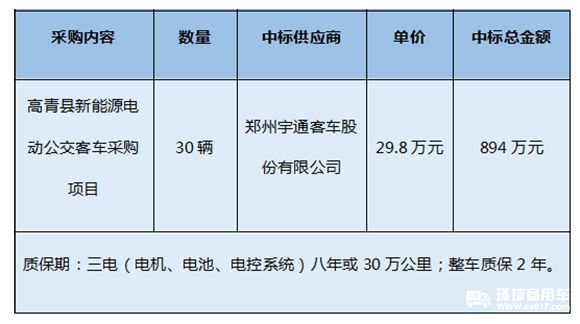 采购内容 数量 中标供应商 单价 中标总金额
高青县新能源电
动公交客车采购
项目
30 辆
郑州宇通客车股
份有限公司
29.8 万元
894 万元
质保期：三电（电机、电池、电控系统）八年或 30 万公里；整车质保 2 年。
环球商用车
www.ev817.com